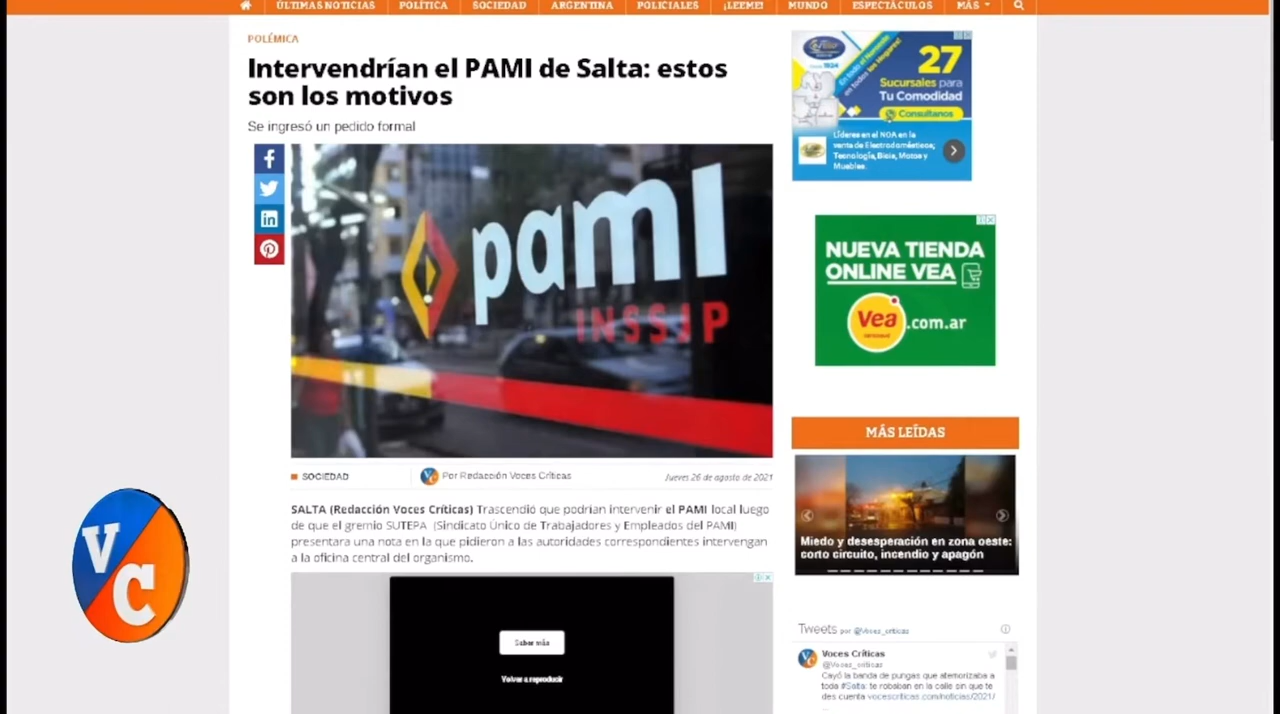 ÚLTIMAS NOTICIAS POLÍTICA SOCIEDAD ARGENTINA POLICIALES ¡LEEME! MUNDO ESPECTÁCULOS MÁS
POLÉMICA
Intervendrían el PAMI de Salta: estos
son los motivos
Se ingresó un pedido formal
pami
INSSJP
SOCIEDAD
Por Redacción Voces Críticas
Jueves 26 de agosto de 2021
SALTA (Redacción Voces Críticas) Trascendió que podrían intervenir el PAMI local luego
de que el gremio SUTEPA (Sindicato Único de Trabajadores y Empleados del PAMI)
presentara una nota en la que pidieron a las autoridades correspondientes intervengan
a la oficina central del organismo.
Saber más
Volver a reproducir
VC
27
Sucursales para
Tu Comodidad
Consultanos
Líderes en el NOA en la
venta de Electrodomésticos;
Tecnología, Bicis, Motos y
Muebles.
NUEVA TIENDA
ONLINE VEA
Vea .com.ar
MÁS LEÍDAS
Miedo y desesperación en zona oeste:
corto circuito, incendio y apagón
Tweets por @Voces_criticas
Voces Críticas
@Voces_criticas
Cayó la banda de pungas que atemorizaba a
toda #Salta: te robaban en la calle sin que te
des cuenta vocescriticas.com/noticias/2021/
...